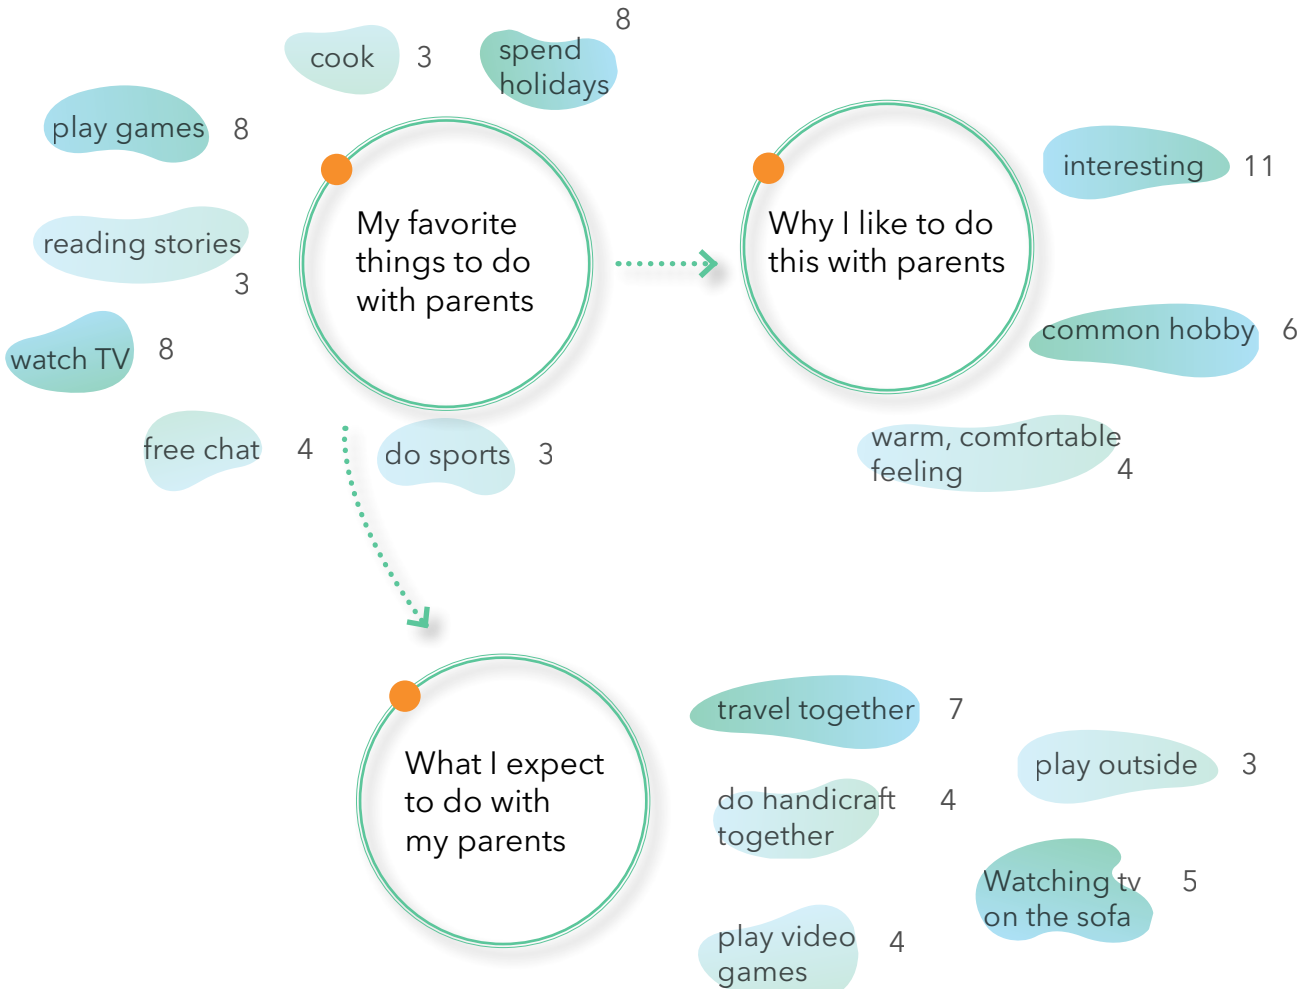 8
cook 3
spend
holidays
play games 8
reading stories
3
watch TV 8
free chat 4
do sports 3
My favorite
things to do
with parents
Why I like to do
this with parents
interesting 11
common hobby 6
warm, comfortable
feeling
4
What I expect
to do with
my parents
travel together 7
play outside 3
do handicraft 4
together
Watching tv 5
on the sofa
play video 4
games